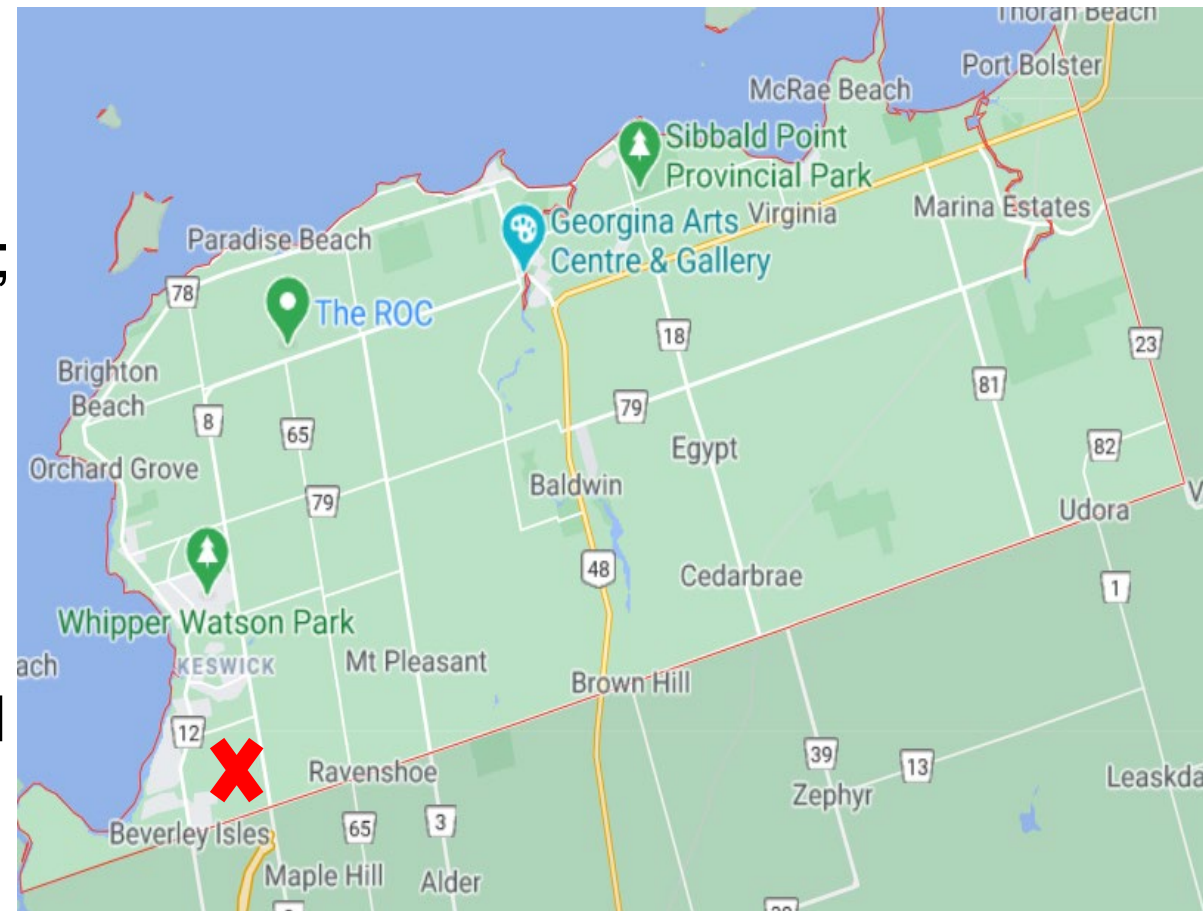 Thorah Beach
Port Bolster
McRae Beach
Sibbald Point
Provincial Park
Georgina Arts
Centre & Gallery
Virginia
Marina Estates
Paradise Beach
78
The ROC
18
23
Brighton
Beach
8
65
79
81
82
Egypt
Orchard Grove
79
Baldwin
Udora
48
Cedarbrae
1
Whipper Watson Park
KESWICK
Mt Pleasant
Brown Hill
12
Ravenshoe
39
13
Zephyr
Beverley Isles
65
3
Maple Hill
Alder